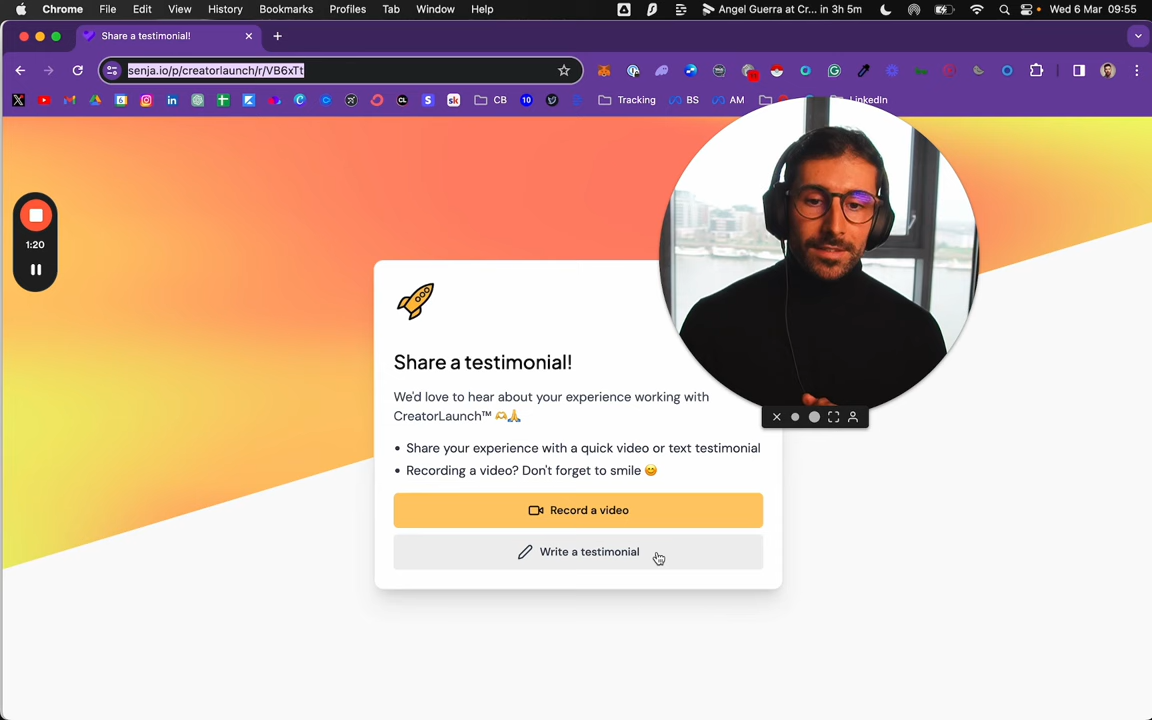 Chrome File Edit View History Bookmarks Profiles Tab Window Help Angel Guerra at Cr... in 3h 5m Wed 6 Mar 09:55
Share a testimonial!
senja.io/p/creatorlaunch/r/VB6xTt
CB 10 Tracking BS AM LinkedIn
1:20
Share a testimonial!
We'd love to hear about your experience working with
CreatorLaunch™ 🫶🙏
• Share your experience with a quick video or text testimonial
• Recording a video? Don't forget to smile 😊
Record a video
Write a testimonial